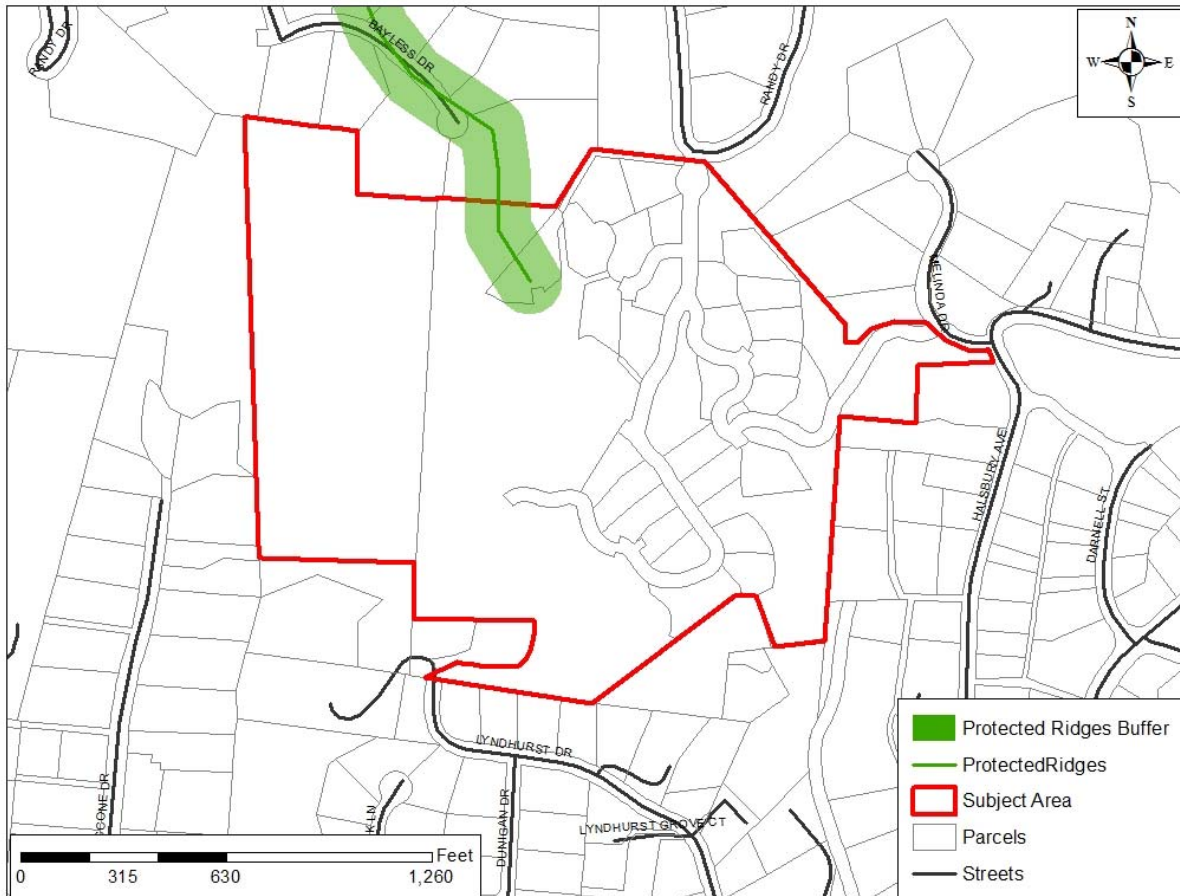 RANDY DR
BAYLESS DR
RANDY DR
N
W E
S
MELINDA DR
HALSBURY AVE
DARNELL ST
LYNDHURST DR
DUNIGAN DR
K LN
LYNDHURST GROVE CT
Protected Ridges Buffer
ProtectedRidges
Subject Area
Parcels
Streets
Feet
0 315 630 1,260